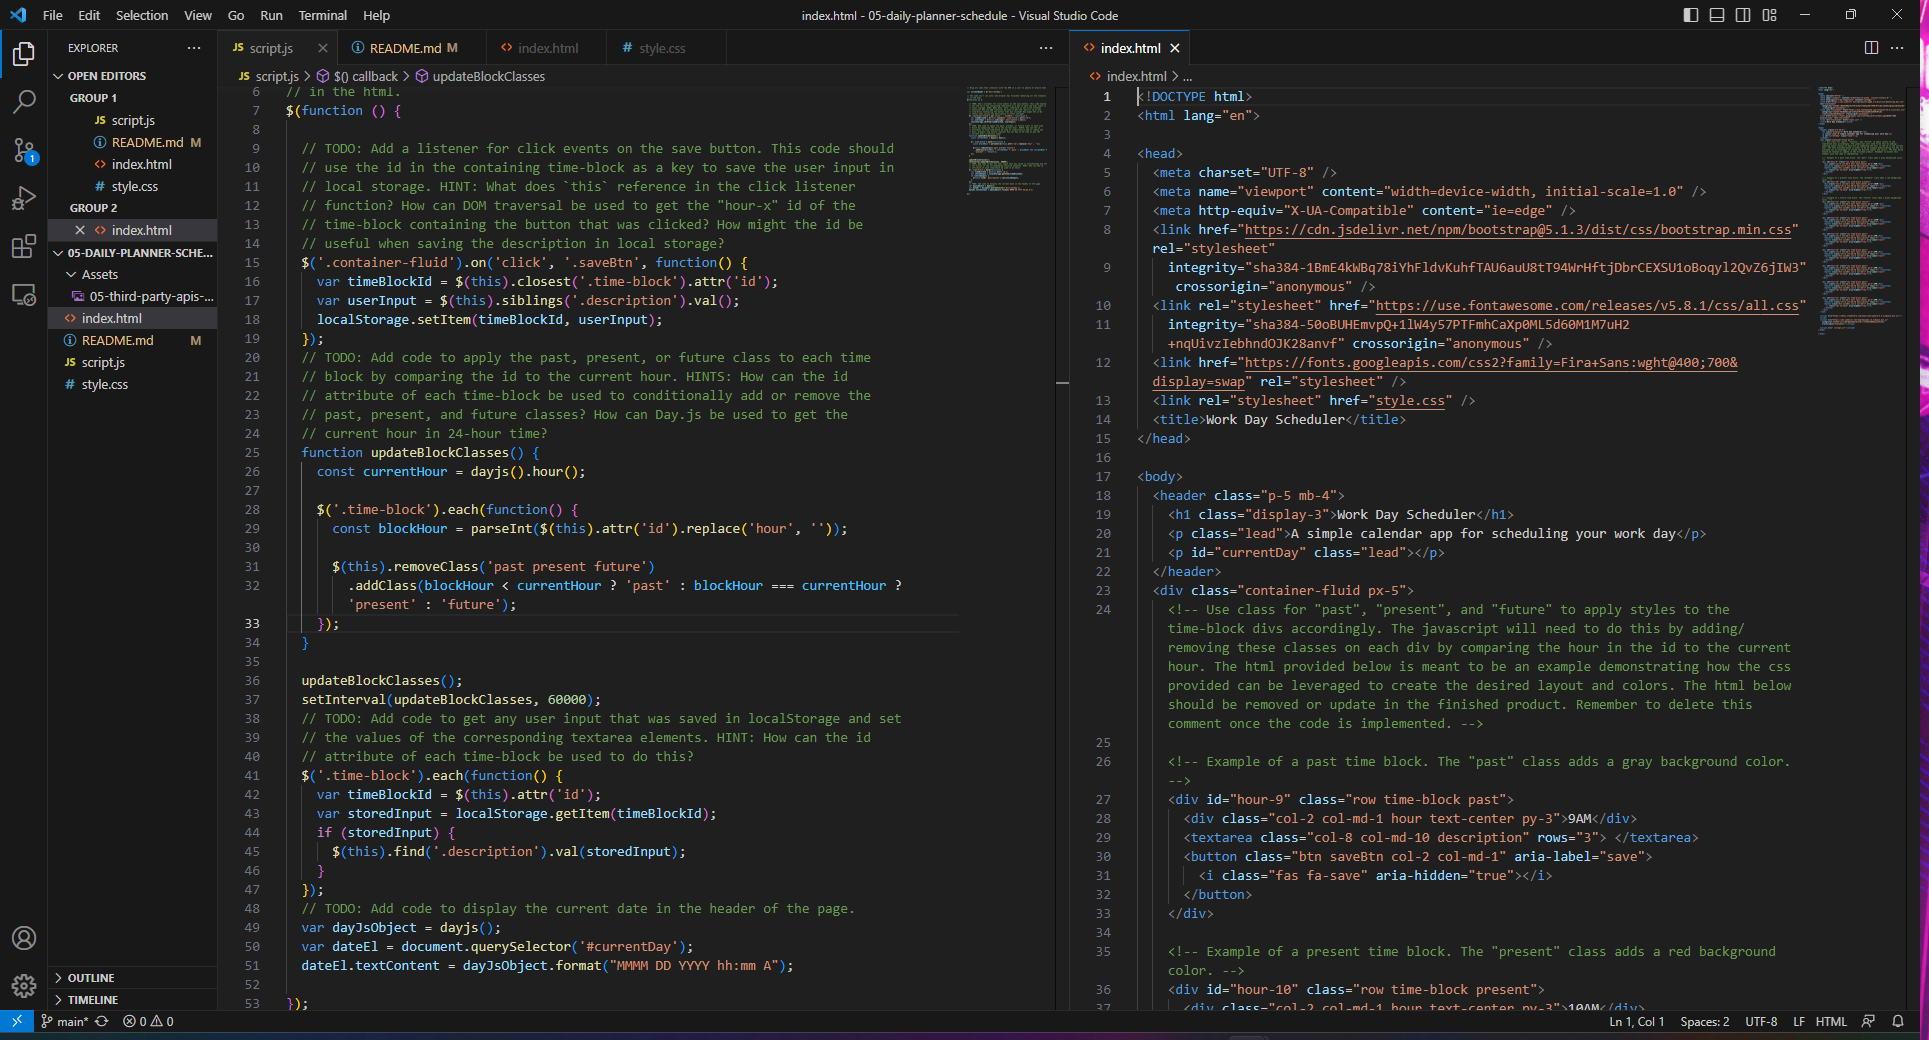 File Edit Selection View Go Run Terminal Help
index.html - 05-daily-planner-schedule - Visual Studio Code
EXPLORER
OPEN EDITORS
GROUP 1
JS script.js
README.md M
index.html
# style.css
GROUP 2
index.html
05-DAILY-PLANNER-SCHE...
Assets
05-third-party-apis-...
index.html
README.md M
JS script.js
# style.css
OUTLINE
TIMELINE
JS script.js
README.md M
index.html
# style.css
JS script.js > $() callback > updateBlockClasses
6 // in the html.
7 $(function () {
8
9 // TODO: Add a listener for click events on the save button. This code should
10 // use the id in the containing time-block as a key to save the user input in
11 // local storage. HINT: What does `this` reference in the click listener
12 // function? How can DOM traversal be used to get the "hour-x" id of the
13 // time-block containing the button that was clicked? How might the id be
14 // useful when saving the description in local storage?
15 $('.container-fluid').on('click', '.saveBtn', function() {
16 var timeBlockId = $(this).closest('.time-block').attr('id');
17 var userInput = $(this).siblings('.description').val();
18 localStorage.setItem(timeBlockId, userInput);
19 });
20 // TODO: Add code to apply the past, present, or future class to each time
21 // block by comparing the id to the current hour. HINTS: How can the id
22 // attribute of each time-block be used to conditionally add or remove the
23 // past, present, and future classes? How can Day.js be used to get the
24 // current hour in 24-hour time?
25 function updateBlockClasses() {
26 const currentHour = dayjs().hour();
27
28 $('.time-block').each(function() {
29 const blockHour = parseInt($(this).attr('id').replace('hour', ''));
30
31 $(this).removeClass('past present future')
32 .addClass(blockHour < currentHour ? 'past' : blockHour === currentHour ?
'present' : 'future');
33 });
34 }
35
36 updateBlockClasses();
37 setInterval(updateBlockClasses, 60000);
38 // TODO: Add code to get any user input that was saved in localStorage and set
39 // the values of the corresponding textarea elements. HINT: How can the id
40 // attribute of each time-block be used to do this?
41 $('.time-block').each(function() {
42 var timeBlockId = $(this).attr('id');
43 var storedInput = localStorage.getItem(timeBlockId);
44 if (storedInput) {
45 $(this).find('.description').val(storedInput);
46 }
47 });
48 // TODO: Add code to display the current date in the header of the page.
49 var dayJsObject = dayjs();
50 var dateEl = document.querySelector('#currentDay');
51 dateEl.textContent = dayJsObject.format("MMMM DD YYYY hh:mm A");
52
53 });
index.html
index.html > ...
1 <!DOCTYPE html>
2 <html lang="en">
3
4 <head>
5 <meta charset="UTF-8" />
6 <meta name="viewport" content="width=device-width, initial-scale=1.0" />
7 <meta http-equiv="X-UA-Compatible" content="ie=edge" />
8 <link href="https://cdn.jsdelivr.net/npm/bootstrap@5.1.3/dist/css/bootstrap.min.css"
rel="stylesheet"
9 integrity="sha384-1BmE4kWBq78iYhFldvKuhfTAU6auU8tT94WrHftjDbrCEXSU1oBoqyl2QvZ6jIW3"
crossorigin="anonymous" />
10 <link rel="stylesheet" href="https://use.fontawesome.com/releases/v5.8.1/css/all.css"
11 integrity="sha384-50oBUHEmvpQ+1lW4y57PTFmhCaXp0ML5d60M1M7uH2
+nqUivzIebhndOJK28anvf" crossorigin="anonymous" />
12 <link href="https://fonts.googleapis.com/css2?family=Fira+Sans:wght@400;700&
display=swap" rel="stylesheet" />
13 <link rel="stylesheet" href="style.css" />
14 <title>Work Day Scheduler</title>
15 </head>
16
17 <body>
18 <header class="p-5 mb-4">
19 <h1 class="display-3">Work Day Scheduler</h1>
20 <p class="lead">A simple calendar app for scheduling your work day</p>
21 <p id="currentDay" class="lead"></p>
22 </header>
23 <div class="container-fluid px-5">
24 <!-- Use class for "past", "present", and "future" to apply styles to the
time-block divs accordingly. The javascript will need to do this by adding/
removing these classes on each div by comparing the hour in the id to the current
hour. The html provided below is meant to be an example demonstrating how the css
provided can be leveraged to create the desired layout and colors. The html below
should be removed or update in the finished product. Remember to delete this
comment once the code is implemented. -->
25
26 <!-- Example of a past time block. The "past" class adds a gray background color.
-->
27 <div id="hour-9" class="row time-block past">
28 <div class="col-2 col-md-1 hour text-center py-3">9AM</div>
29 <textarea class="col-8 col-md-10 description" rows="3"> </textarea>
30 <button class="btn saveBtn col-2 col-md-1" aria-label="save">
31 <i class="fas fa-save" aria-hidden="true"></i>
32 </button>
33 </div>
34
35 <!-- Example of a present time block. The "present" class adds a red background
color. -->
36 <div id="hour-10" class="row time-block present">
37 <div class="col-2 col-md-1 hour text-center py-3">10AM</div>
main* 0 0
Ln 1, Col 1 Spaces: 2 UTF-8 LF HTML